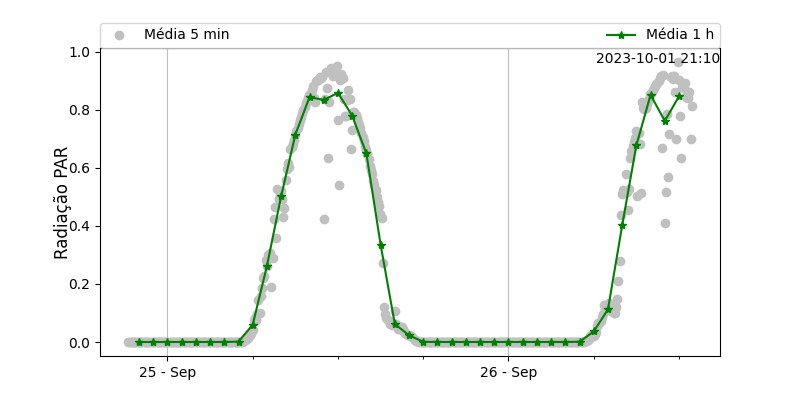 Média 5 min
Média 1 h
2023-10-01 21:10
Radiação PAR
1.0
0.8
0.6
0.4
0.2
0.0
25 - Sep
26 - Sep